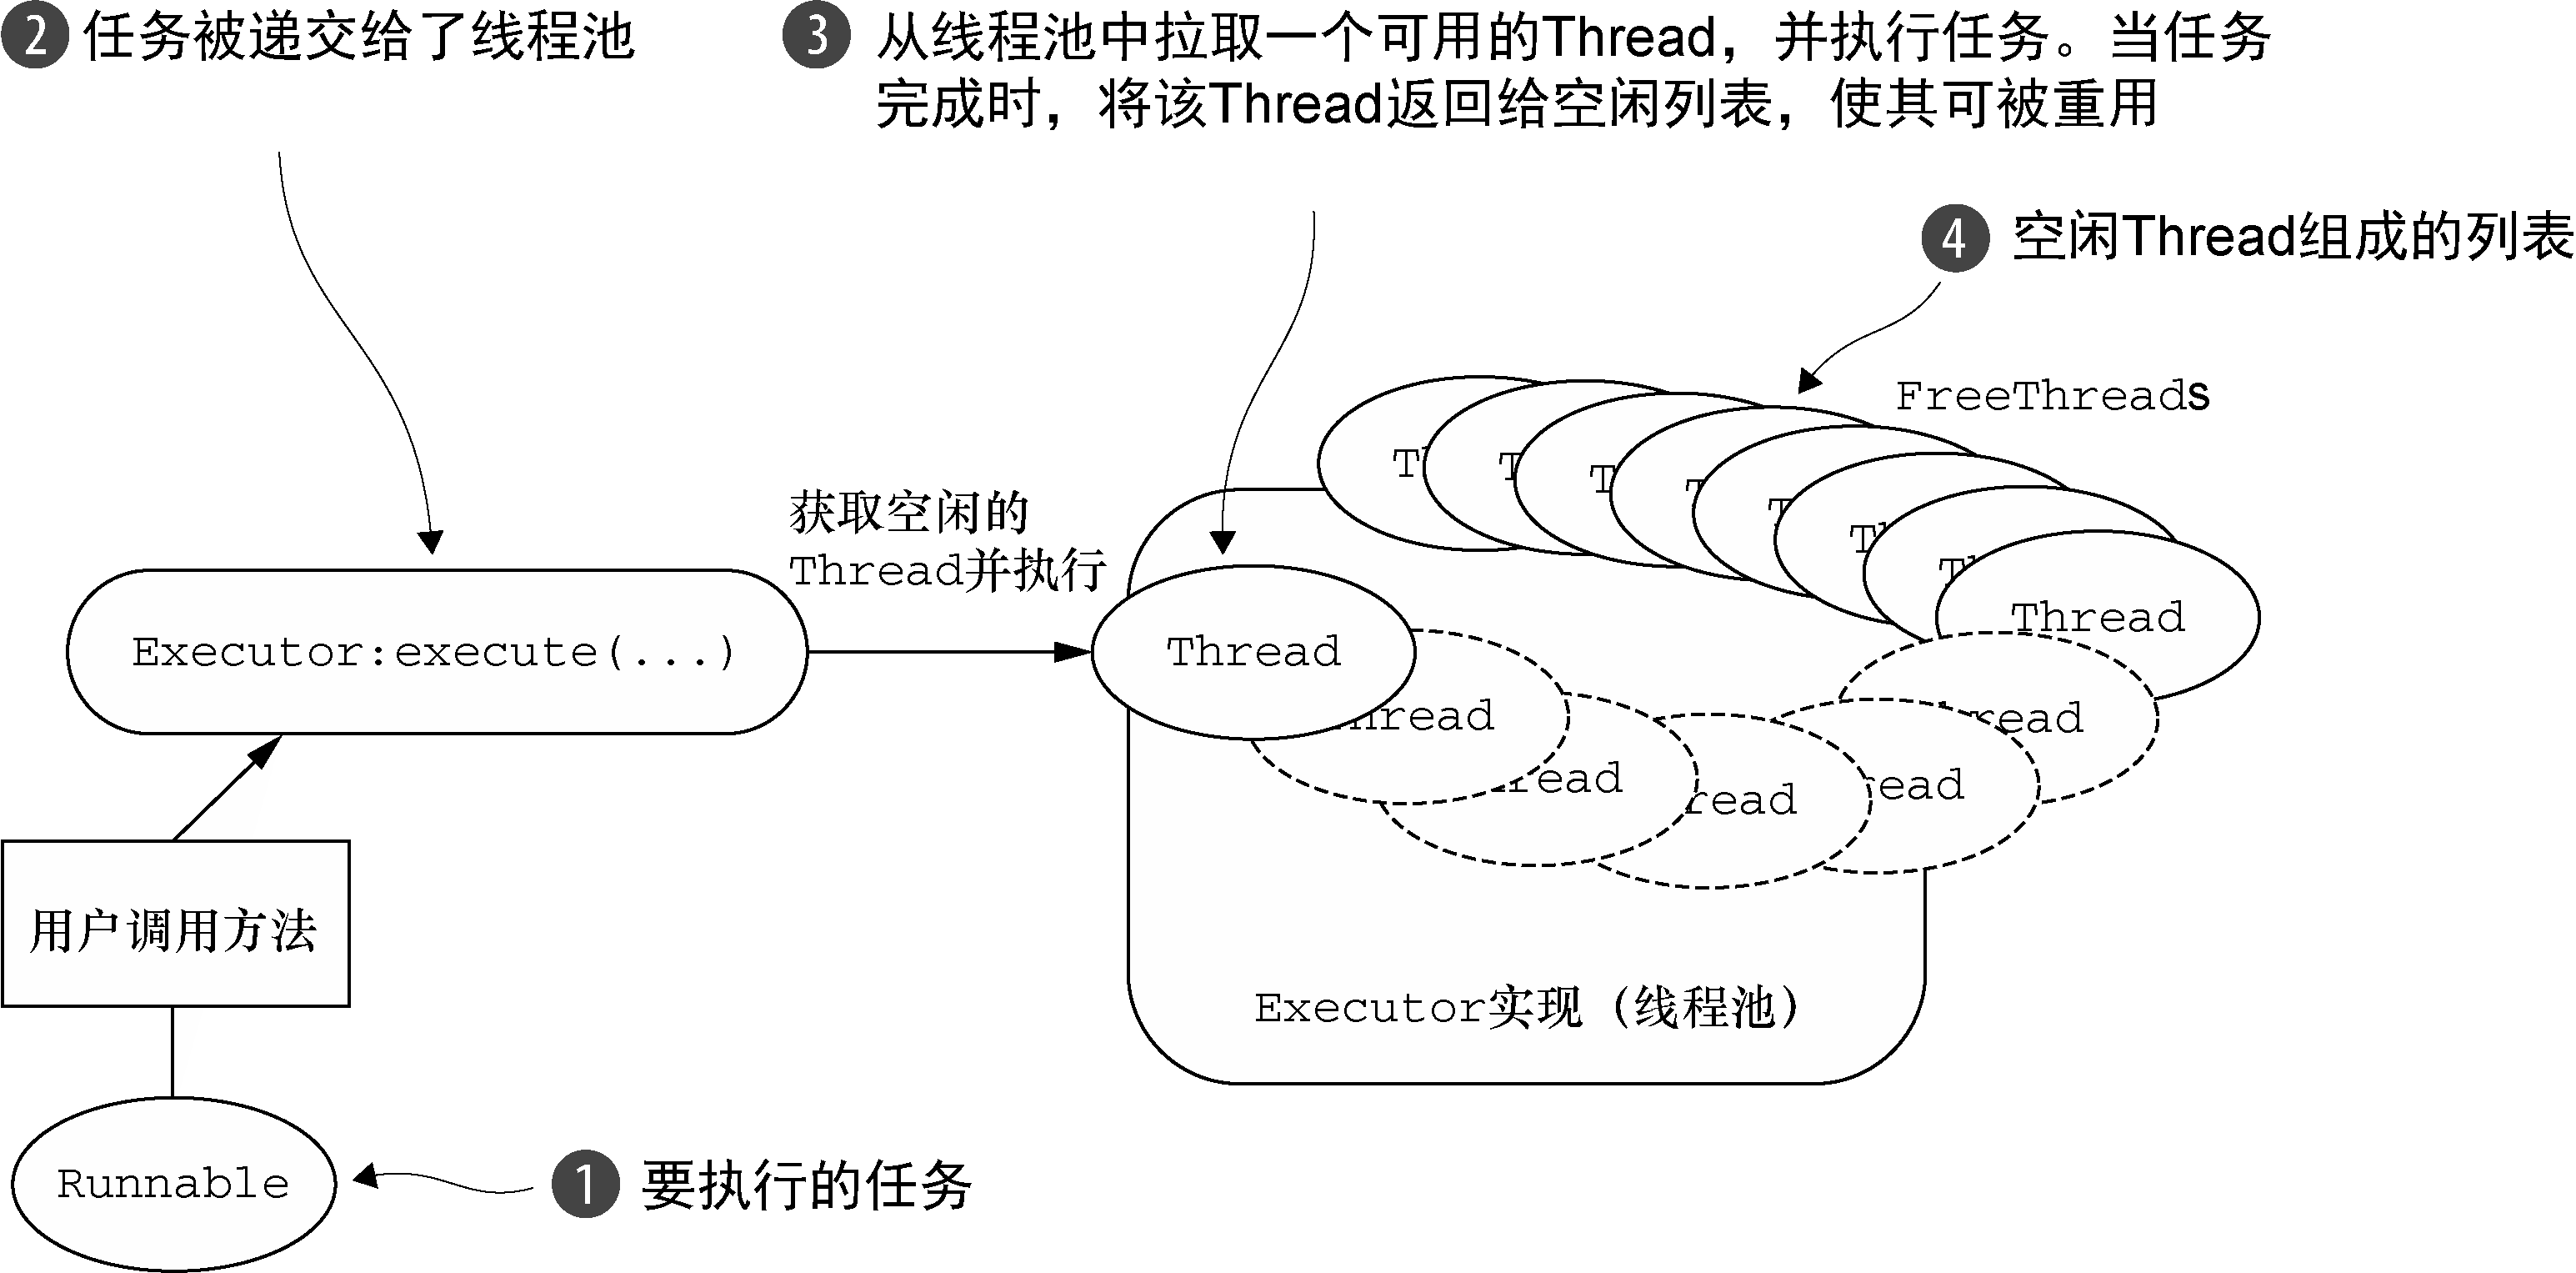 2 任务被递交给了线程池
3 从线程池中拉取一个可用的Thread，并执行任务。当任务
完成时，将该Thread返回给空闲列表，使其可被重用
4 空闲Thread组成的列表
FreeThreads
获取空闲的
Thread并执行
Executor:execute(...)
Thread
Thread
用户调用方法
Executor实现（线程池）
Runnable
1 要执行的任务